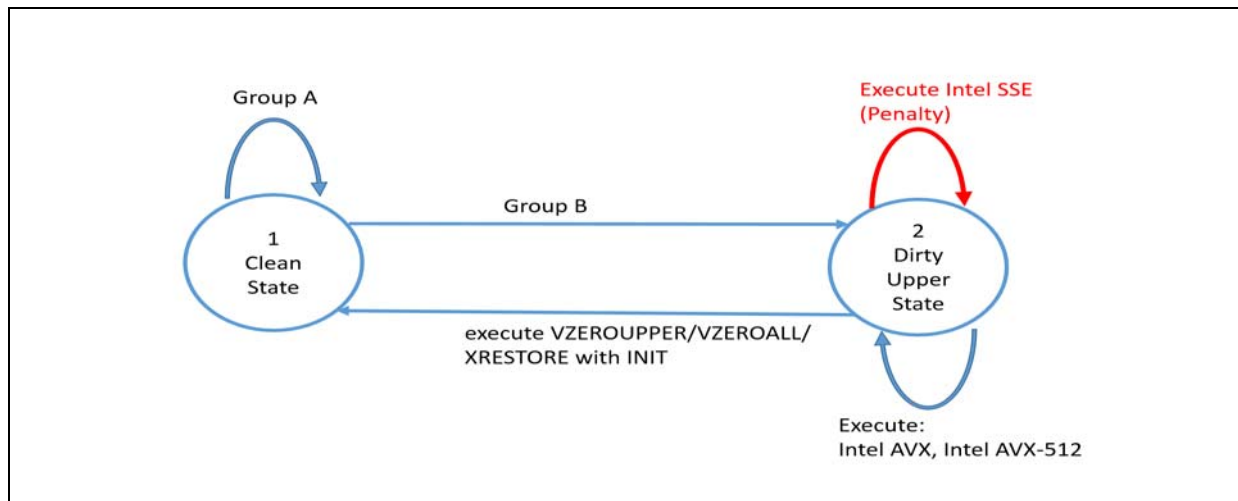 Group A
Execute Intel SSE
(Penalty)
Group B
1
Clean
State
2
Dirty
Upper
State
execute VZEROUPPER/VZEROALL/
XRESTORE with INIT
Execute:
Intel AVX, Intel AVX-512